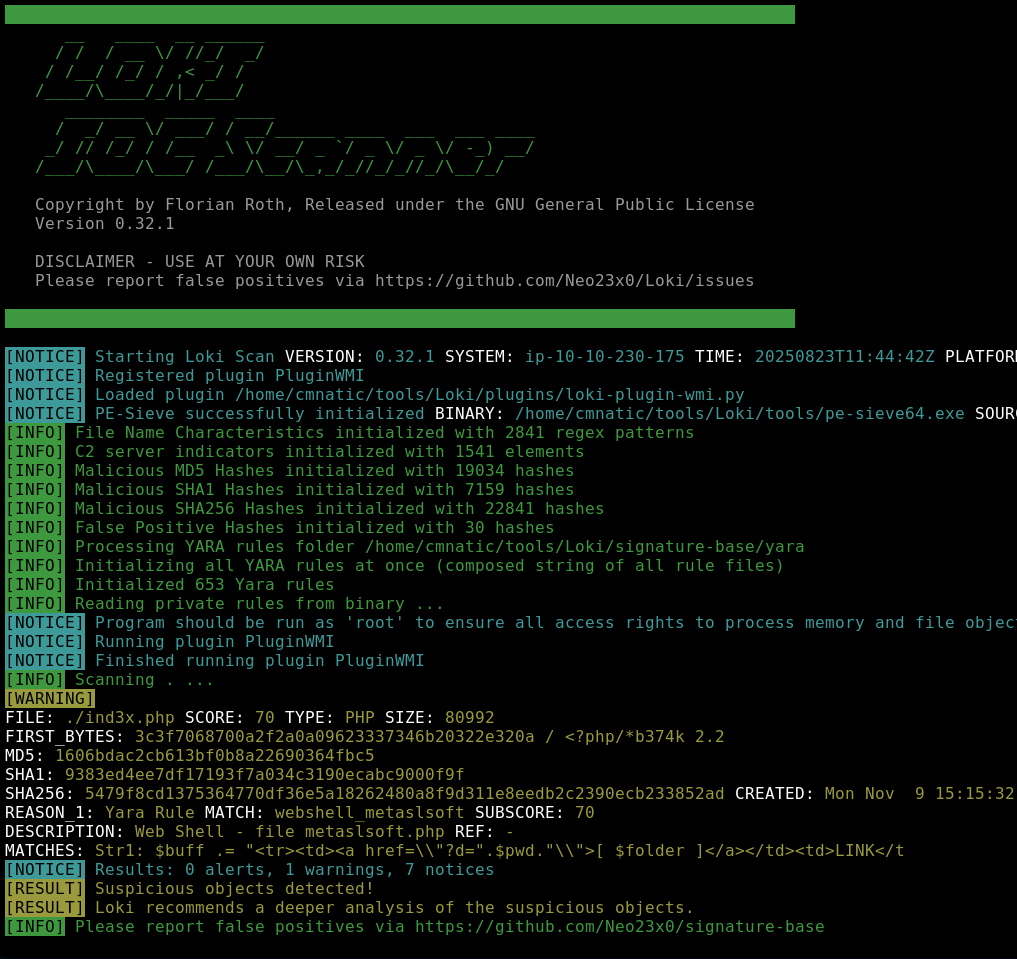 LOKI
IOC Scanner
Copyright by Florian Roth, Released under the GNU General Public License
Version 0.32.1
DISCLAIMER - USE AT YOUR OWN RISK
Please report false positives via https://github.com/Neo23x0/Loki/issues
[NOTICE] Starting Loki Scan VERSION: 0.32.1 SYSTEM: ip-10-10-230-175 TIME: 20250823T11:44:42Z
[NOTICE] Registered plugin PluginWMI
[NOTICE] Loaded plugin /home/cmnatic/tools/Loki/plugins/loki-plugin-wmi.py
[NOTICE] PE-Sieve successfully initialized BINARY: /home/cmnatic/tools/Loki/tools/pe-sieve64.exe
[INFO] File Name Characteristics initialized with 2841 regex patterns
[INFO] C2 server indicators initialized with 1541 elements
[INFO] Malicious MD5 Hashes initialized with 19034 hashes
[INFO] Malicious SHA1 Hashes initialized with 7159 hashes
[INFO] Malicious SHA256 Hashes initialized with 22841 hashes
[INFO] False Positive Hashes initialized with 30 hashes
[INFO] Processing YARA rules folder /home/cmnatic/tools/Loki/signature-base/yara
[INFO] Initializing all YARA rules at once (composed string of all rule files)
[INFO] Initialized 653 Yara rules
[INFO] Reading private rules from binary ...
[NOTICE] Program should be run as 'root' to ensure all access rights to process memory and file
[NOTICE] Running plugin PluginWMI
[NOTICE] Finished running plugin PluginWMI
[INFO] Scanning . ...
[WARNING]
FILE: ./ind3x.php SCORE: 70 TYPE: PHP SIZE: 80992
FIRST_BYTES: 3c3f7068700a2f2a0a09623337346b20322e320a / <?php/*b374k 2.2
MD5: 1606bdac2cb613bf0b8a22690364fbc5
SHA1: 9383ed4ee7df17193f7a034c3190ecabc9000f9f
SHA256: 5479f8cd1375364770df36e5a18262480a8f9d311e8eedb2c2390ecb233852ad CREATED: Mon Nov  9 15:15:32
REASON_1: Yara Rule MATCH: webshell_metaslsoft SUBSCORE: 70
DESCRIPTION: Web Shell - file metaslsoft.php REF: -
MATCHES: Str1: $buff .= "<tr><td><a href=\\"?d=".$pwd."\\">[ $folder ]</a></td><td>LINK</t
[NOTICE] Results: 0 alerts, 1 warnings, 7 notices
[RESULT] Suspicious objects detected!
[RESULT] Loki recommends a deeper analysis of the suspicious objects.
[INFO] Please report false positives via https://github.com/Neo23x0/signature-base